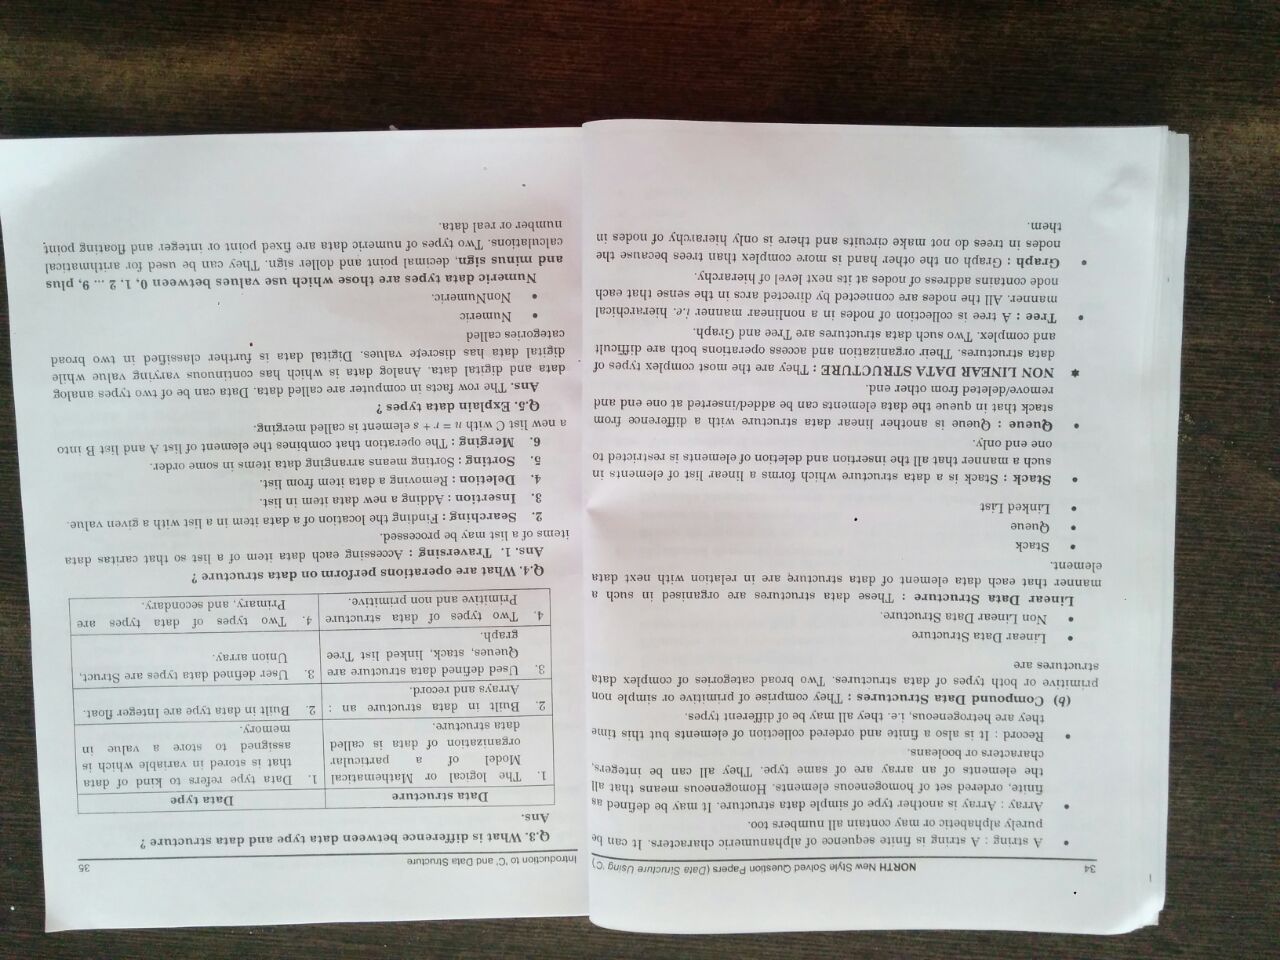 34
NORTH New Style Solved Question Papers (Data Structure Using 'C')
• A string : A string is finite sequence of alphanumeric characters. It can be
purely alphabetic or may contain all numbers too.
• Array : Array is another type of simple data structure. It may be defined as
finite, ordered set of homogeneous elements. Homogeneous means that all
the elements of an array are of same type. They all can be integers,
characters or booleans.
• Record : It is also a finite and ordered collection of elements but this time
they are hetrogeneous, i.e. they all may be of different types.
(b) Compound Data Structures : They comprise of primitive or simple non
primitive or both types of data structures. Two broad categories of complex data
structures are
• Linear Data Structure
• Non Linear Data Structure.
Linear Data Structure : These data structures are organised in such a
manner that each data element of data structure are in relation with next data
element.
• Stack
• Queue
• Linked List
• Stack : Stack is a data structure which forms a linear list of elements in
such a manner that all the insertion and deletion of elements is restricted to
one end only.
• Queue : Queue is another linear data structure with a difference from
stack that in queue the data elements can be added/inserted at one end and
remove/deleted from other end.
* NON LINEAR DATA STRUCTURE : They are the most complex types of
data structures. Their organization and access operations both are difficult
and complex. Two such data structures are Tree and Graph.
• Tree : A tree is collection of nodes in a nonlinear manner i.e. hierarchical
manner. All the nodes are connected by directed arcs in the sense that each
node contains address of nodes at its next level of hierarchy.
• Graph : Graph on the other hand is more complex than trees because the
nodes in trees do not make circuits and there is only hierarchy of nodes in
them.
Introduction to 'C' and Data Structure
35
Q.3. What is difference between data type and data structure ?
Ans.
Data structure
Data type
1. The logical or Mathematical
Model of a particular
organization of data is called
data structure.
1. Data type refers to kind of data
that is stored in variable which is
assigned to store a value in
memory.
2. Built in data structure an :
Arrays and record.
2. Built in data type are Integer float.
3. Used defined data structure are
Queues, stack, linked list Tree
graph.
3. User defined data types are Struct,
Union array.
4. Two types of data structure
Primitive and non primitive.
4. Two types of data types are
Primary, and secondary.
Q.4. What are operations perform on data structure ?
Ans. 1. Traversing : Accessing each data item of a list so that caritas data
items of a list may be processed.
2. Searching : Finding the location of a data item in a list with a given value.
3. Insertion : Adding a new data item in list.
4. Deletion : Removing a data item from list.
5. Sorting : Sorting means arranging data items in some order.
6. Merging : The operation that combines the element of list A and list B into
a new list C with n = r + s element is called merging.
Q.5. Explain data types ?
Ans. The row facts in computer are called data. Data can be of two types analog
data and digital data. Analog data is which has continuous varying value while
digital data has discrete values. Digital data is further classified in two broad
categories called
• Numeric
• NonNumeric.
Numeric data types are those which use values between 0, 1, 2 ... 9, plus
and minus sign, decimal point and doller sign. They can be used for arithmatical
calculations. Two types of numeric data are fixed point or integer and floating point
number or real data.